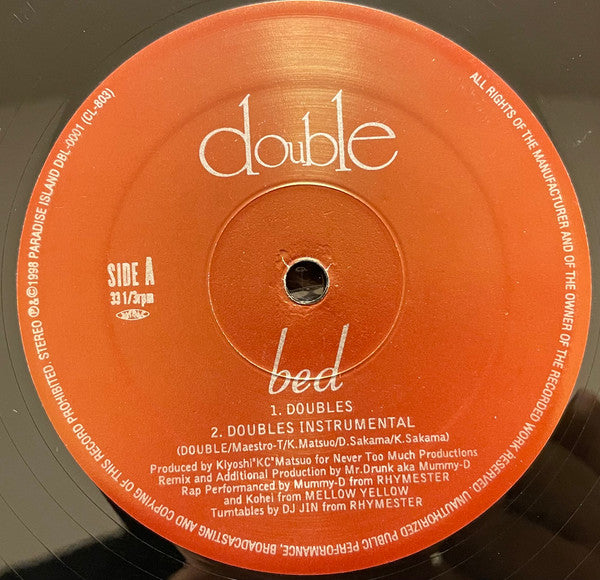 double
SIDE A
33 1/3rpm
bed
1. DOUBLES
2. DOUBLES INSTRUMENTAL
(DOUBLE/Maestro-T/K.Matsuo/D.Sakama/K.Sakama)
Produced by Kiyoshi"KC"Matsuo for Never Too Much Productions
Remix and Additional Production by Mr.Drunk aka Mummy-D
Rap Performanced by Mummy-D from RHYMESTER
and Kohei from MELLOW YELLOW
Turntables by DJ JIN from RHYMESTER
STEREO ℗&©1998 PARADISE ISLAND DBL-0001 (CL-803)
ALL RIGHTS OF THE MANUFACTURER AND OF THE OWNER OF THE RECORDED WORK RESERVED. UNAUTHORIZED PUBLIC PERFORMANCE, BROADCASTING AND COPYING OF THIS RECORD PROHIBITED.